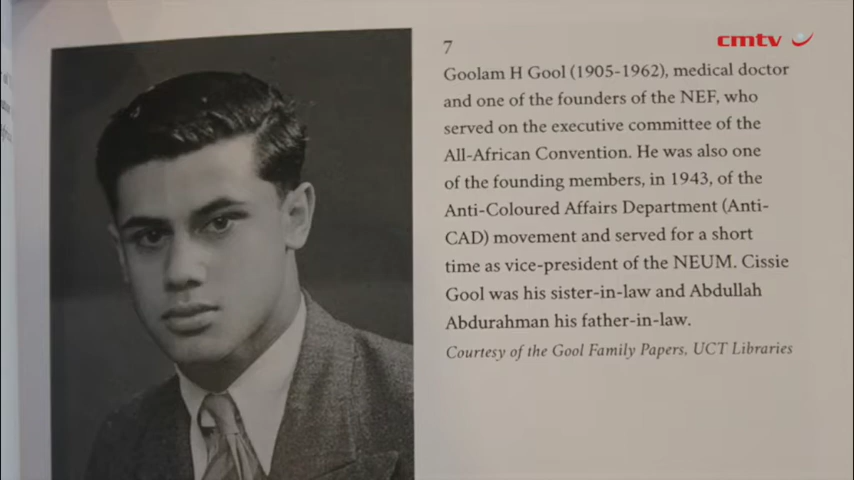 cmtv
7
Goolam H Gool (1905-1962), medical doctor
and one of the founders of the NEF, who
served on the executive committee of the
All-African Convention. He was also one
of the founding members, in 1943, of the
Anti-Coloured Affairs Department (Anti-
CAD) movement and served for a short
time as vice-president of the NEUM. Cissie
Gool was his sister-in-law and Abdullah
Abdurahman his father-in-law.
Courtesy of the Gool Family Papers, UCT Libraries